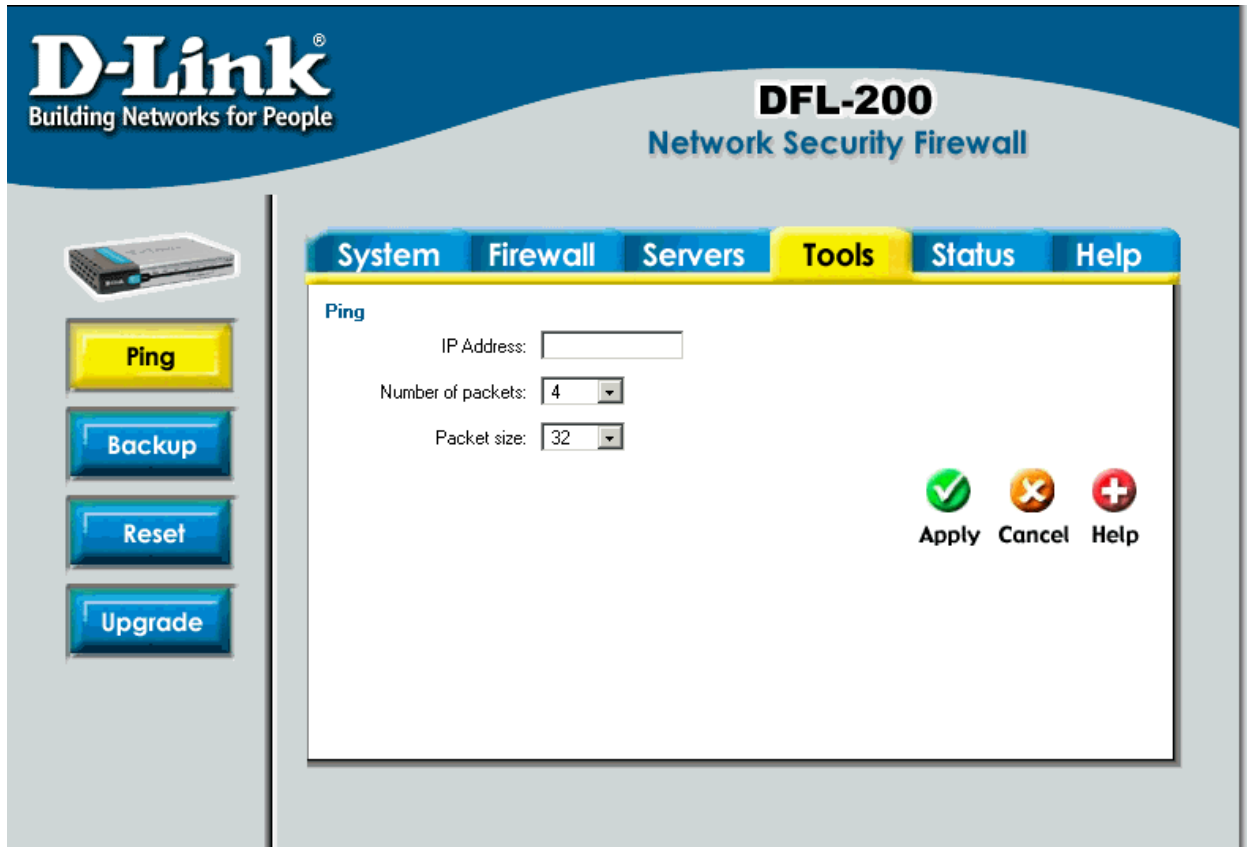 D-Link®
Building Networks for People
DFL-200
Network Security Firewall
System Firewall Servers Tools Status Help
Ping
Backup
Reset
Upgrade
Ping
IP Address:
Number of packets: 4
Packet size: 32
Apply Cancel Help